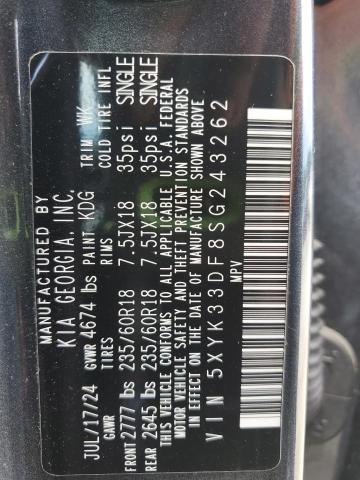 MANUFACTURED BY
KIA GEORGIA, INC.
JUL/17/24 GVWR 4674 lbs PAINT KDG TRIM WK
GAWR TIRES RIMS COLD TIRE INFL
FRONT 2777 lbs 235/60R18 7.5JX18 35psi SINGLE
REAR 2645 lbs 235/60R18 7.5JX18 35psi SINGLE
THIS VEHICLE CONFORMS TO ALL APPLICABLE U.S.A. FEDERAL
MOTOR VEHICLE SAFETY AND THEFT PREVENTION STANDARDS
IN EFFECT ON THE DATE OF MANUFACTURE SHOWN ABOVE
VIN 5XYK33DF8SG243262
MPV